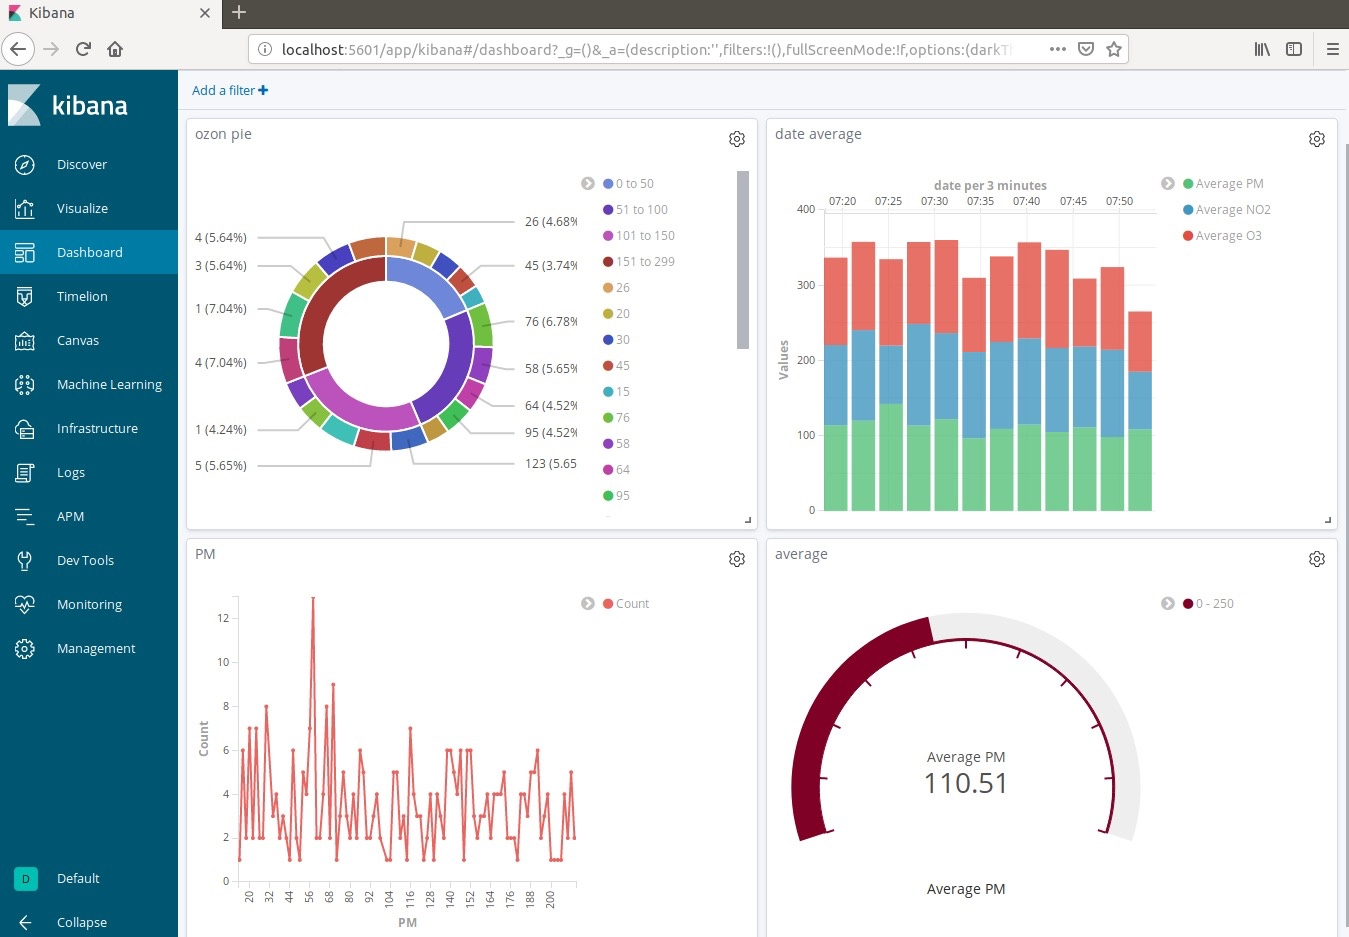 Kibana
localhost:5601/app/kibana#/dashboard?_g=()&_a=(description:'',filters:!(),fullScreenMode:!f,options:(darkTh
kibana
Discover
Visualize
Dashboard
Timelion
Canvas
Machine Learning
Infrastructure
Logs
APM
Dev Tools
Monitoring
Management
D Default
Collapse
Add a filter
ozon pie
4 (5.64%)
3 (5.64%)
1 (7.04%)
4 (7.04%)
1 (4.24%)
5 (5.65%)
26 (4.68%
45 (3.74%
76 (6.78%
58 (5.65%
64 (4.52%
95 (4.52%
123 (5.65
0 to 50
51 to 100
101 to 150
151 to 299
26
20
30
45
15
76
58
64
95
date average
date per 3 minutes
07:20 07:25 07:30 07:35 07:40 07:45 07:50
400
300
200
100
0
Values
Average PM
Average NO2
Average O3
PM
12
10
8
6
4
2
0
Count
20 32 44 56 68 80 92 104 116 128 140 152 164 176 188 200
PM
Count
average
0 - 250
Average PM
110.51
Average PM